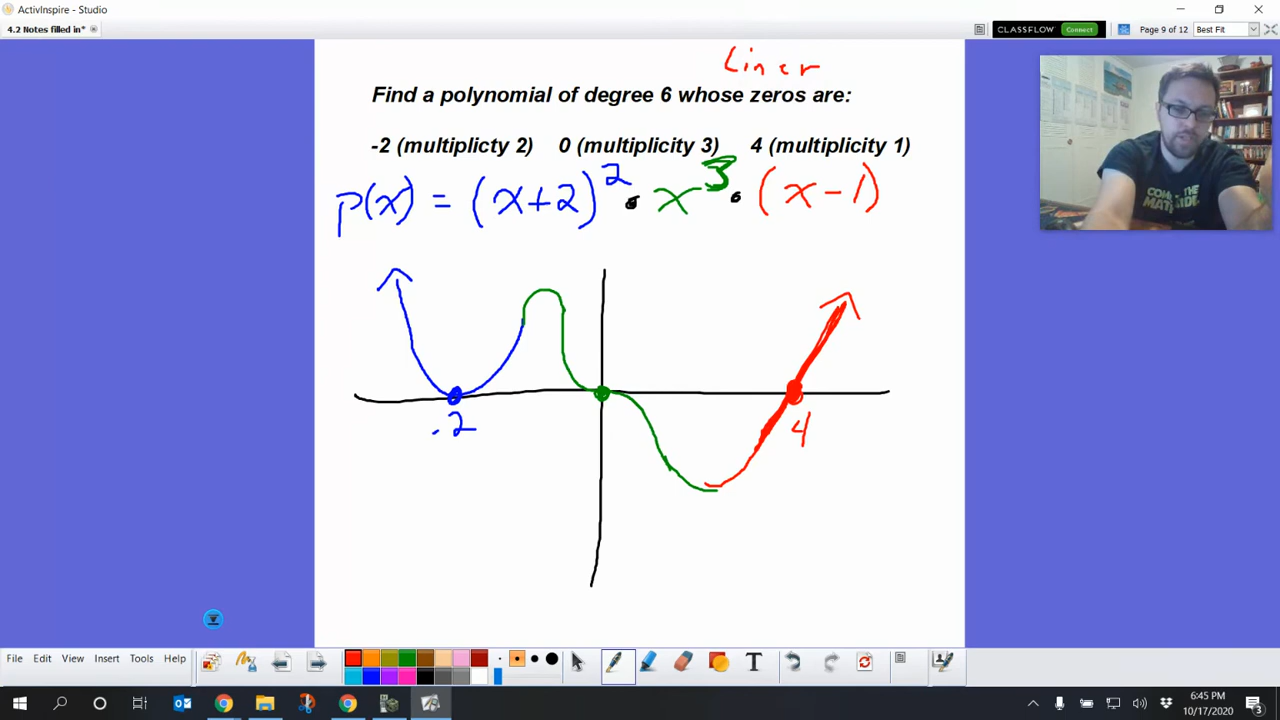 ActivInspire - Studio
4.2 Notes filled in*
CLASSFLOW Connect Page 9 of 12 Best Fit
Liner
Find a polynomial of degree 6 whose zeros are:
-2 (multiplicty 2) 0 (multiplicity 3) 4 (multiplicity 1)
P(x) = (x+2)² • x³ • (x-1)
-2
4
File Edit View Insert Tools Help
6:45 PM
10/17/2020
3